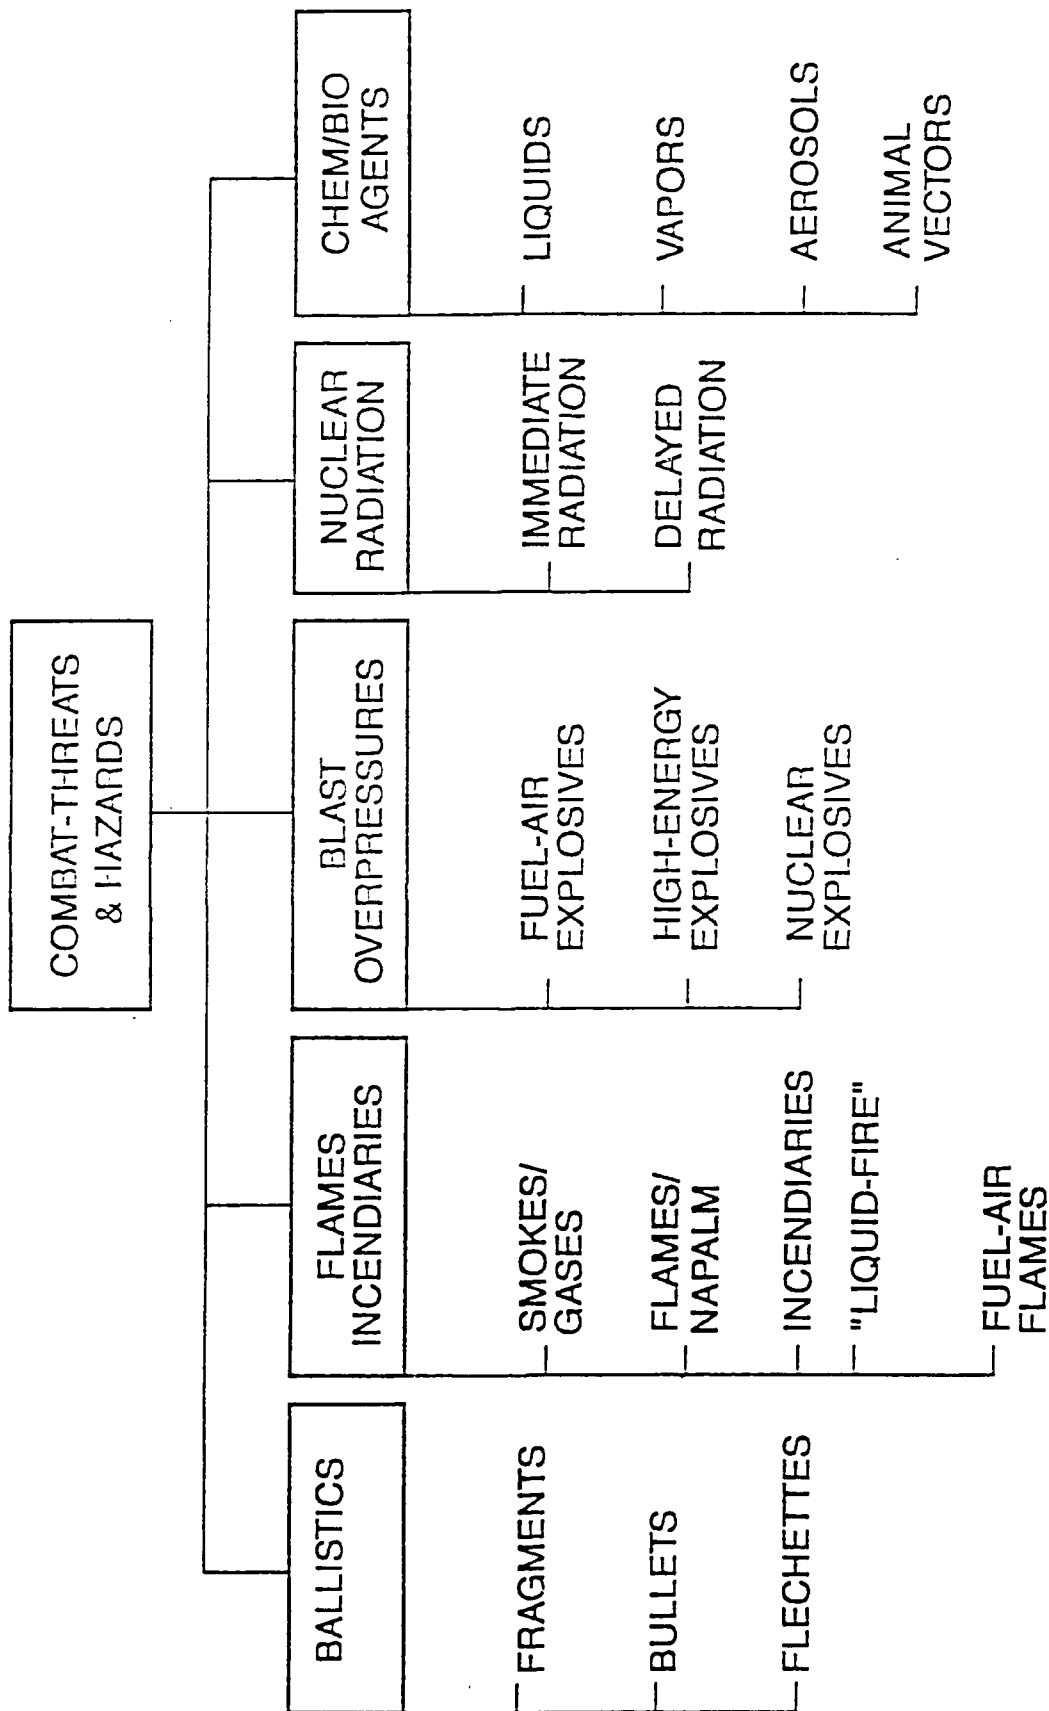 COMBAT-THREATS
& HAZARDS
BALLISTICS
FRAGMENTS
BULLETS
FLECHETTES
FLAMES
INCENDIARIES
SMOKES/
GASES
FLAMES/
NAPALM
INCENDIARIES
"LIQUID-FIRE"
FUEL-AIR
FLAMES
BLAST
OVERPRESSURES
FUEL-AIR
EXPLOSIVES
HIGH-ENERGY
EXPLOSIVES
NUCLEAR
EXPLOSIVES
NUCLEAR
RADIATION
IMMEDIATE
RADIATION
DELAYED
RADIATION
CHEM/BIO
AGENTS
LIQUIDS
VAPORS
AEROSOLS
ANIMAL
VECTORS